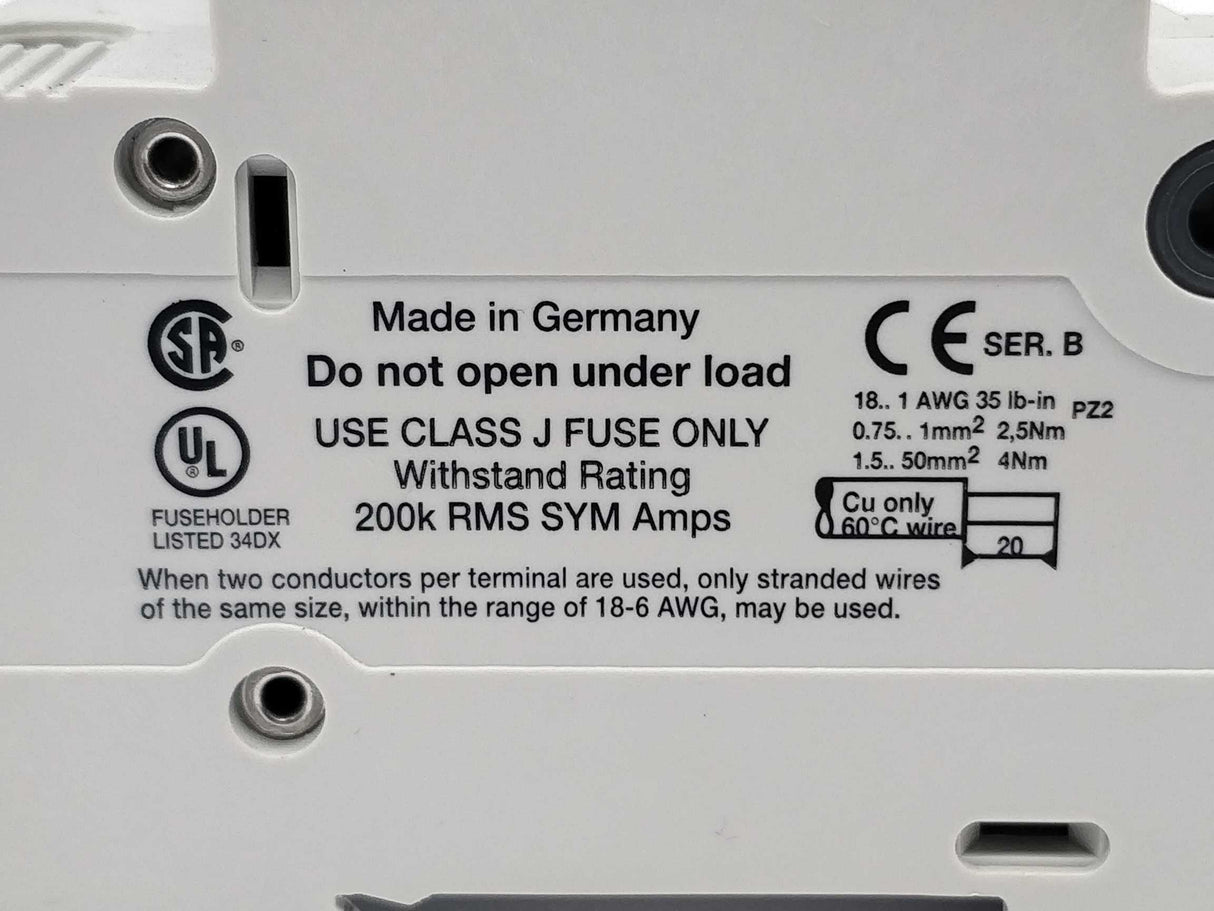 SA ®
Made in Germany
Do not open under load
CE SER. B
18.. 1 AWG 35 lb-in PZ2
0.75.. 1mm² 2,5Nm
1.5.. 50mm² 4Nm
UL ®
USE CLASS J FUSE ONLY
Withstand Rating
200k RMS SYM Amps
FUSEHOLDER
LISTED 34DX
Cu only
60°C wire
20
When two conductors per terminal are used, only stranded wires
of the same size, within the range of 18-6 AWG, may be used.